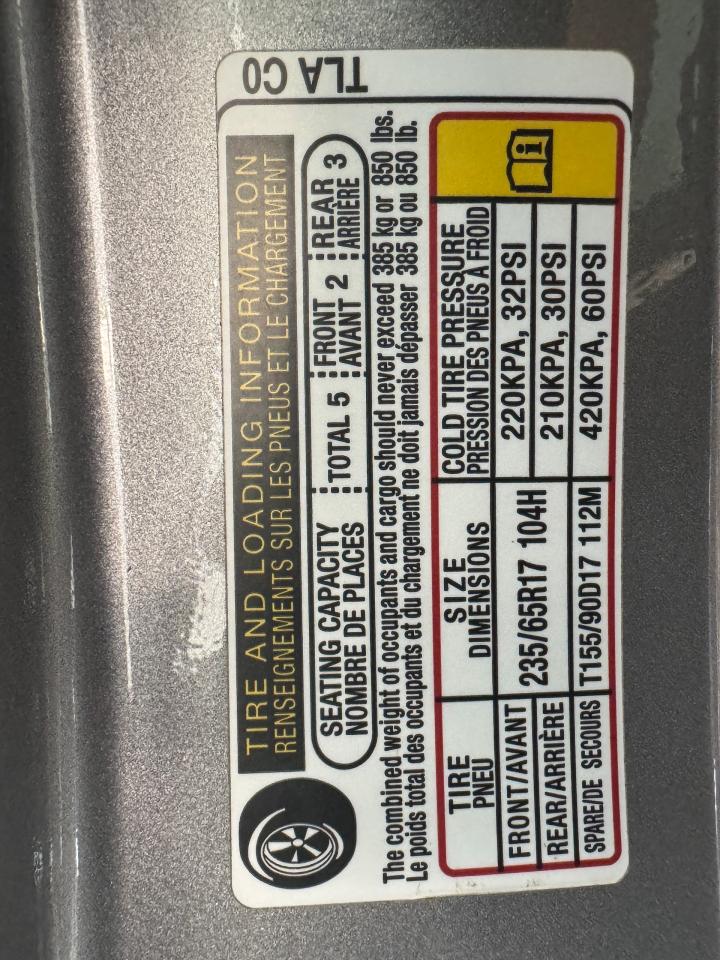 TLA C0
TIRE AND LOADING INFORMATION
RENSEIGNEMENTS SUR LES PNEUS ET LE CHARGEMENT
SEATING CAPACITY TOTAL 5 FRONT 2 REAR 3
NOMBRE DE PLACES AVANT ARRIÈRE
The combined weight of occupants and cargo should never exceed 385 kg or 850 lbs.
Le poids total des occupants et du chargement ne doit jamais dépasser 385 kg ou 850 lb.
TIRE SIZE COLD TIRE PRESSURE
PNEU DIMENSIONS PRESSION DES PNEUS À FROID
FRONT/AVANT 235/65R17 104H 220KPA, 32PSI
REAR/ARRIÈRE 210KPA, 30PSI
SPARE/DE SECOURS T155/90D17 112M 420KPA, 60PSI